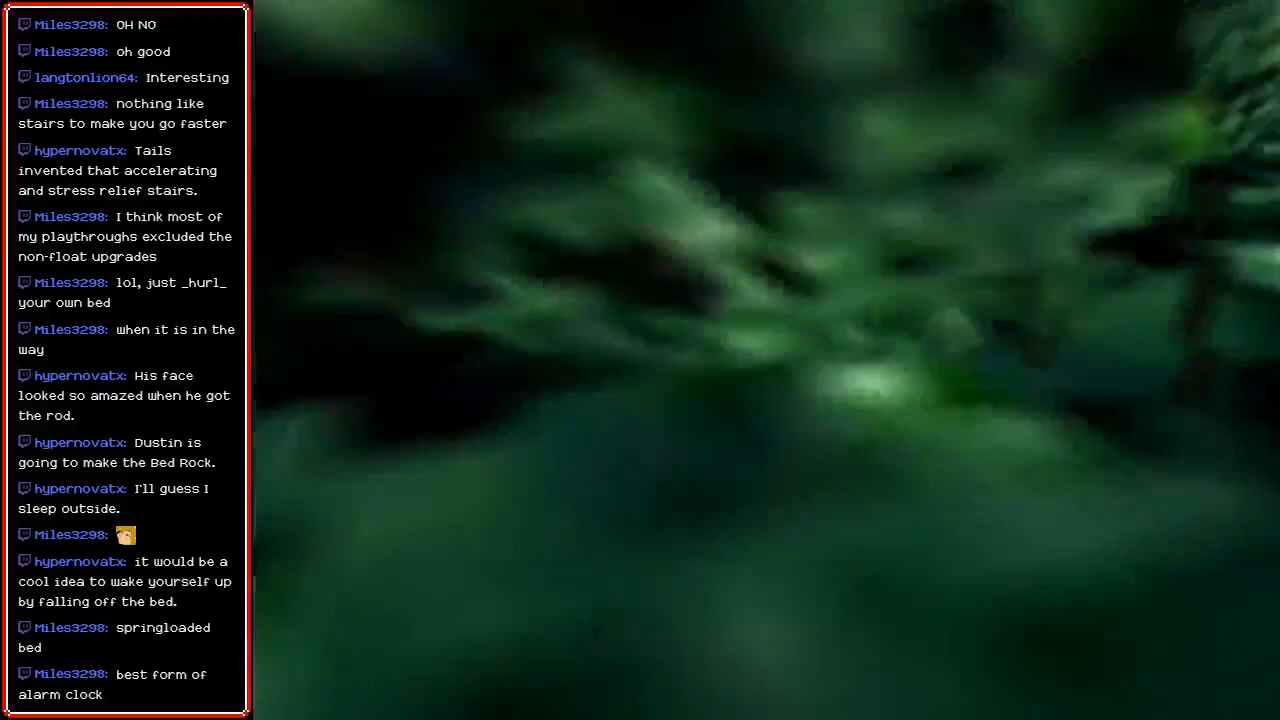 Miles3298: OH NO
Miles3298: oh good
langtonlion64: Interesting
Miles3298: nothing like
stairs to make you go faster
hypernovatx: Tails
invented that accelerating
and stress relief stairs.
Miles3298: I think most of
my playthroughs excluded the
non-float upgrades
Miles3298: lol, just _hurl_
your own bed
Miles3298: when it is in the
way
hypernovatx: His face
looked so amazed when he got
the rod.
hypernovatx: Dustin is
going to make the Bed Rock.
hypernovatx: I'll guess I
sleep outside.
Miles3298:
hypernovatx: it would be a
cool idea to wake yourself up
by falling off the bed.
Miles3298: springloaded
bed
Miles3298: best form of
alarm clock